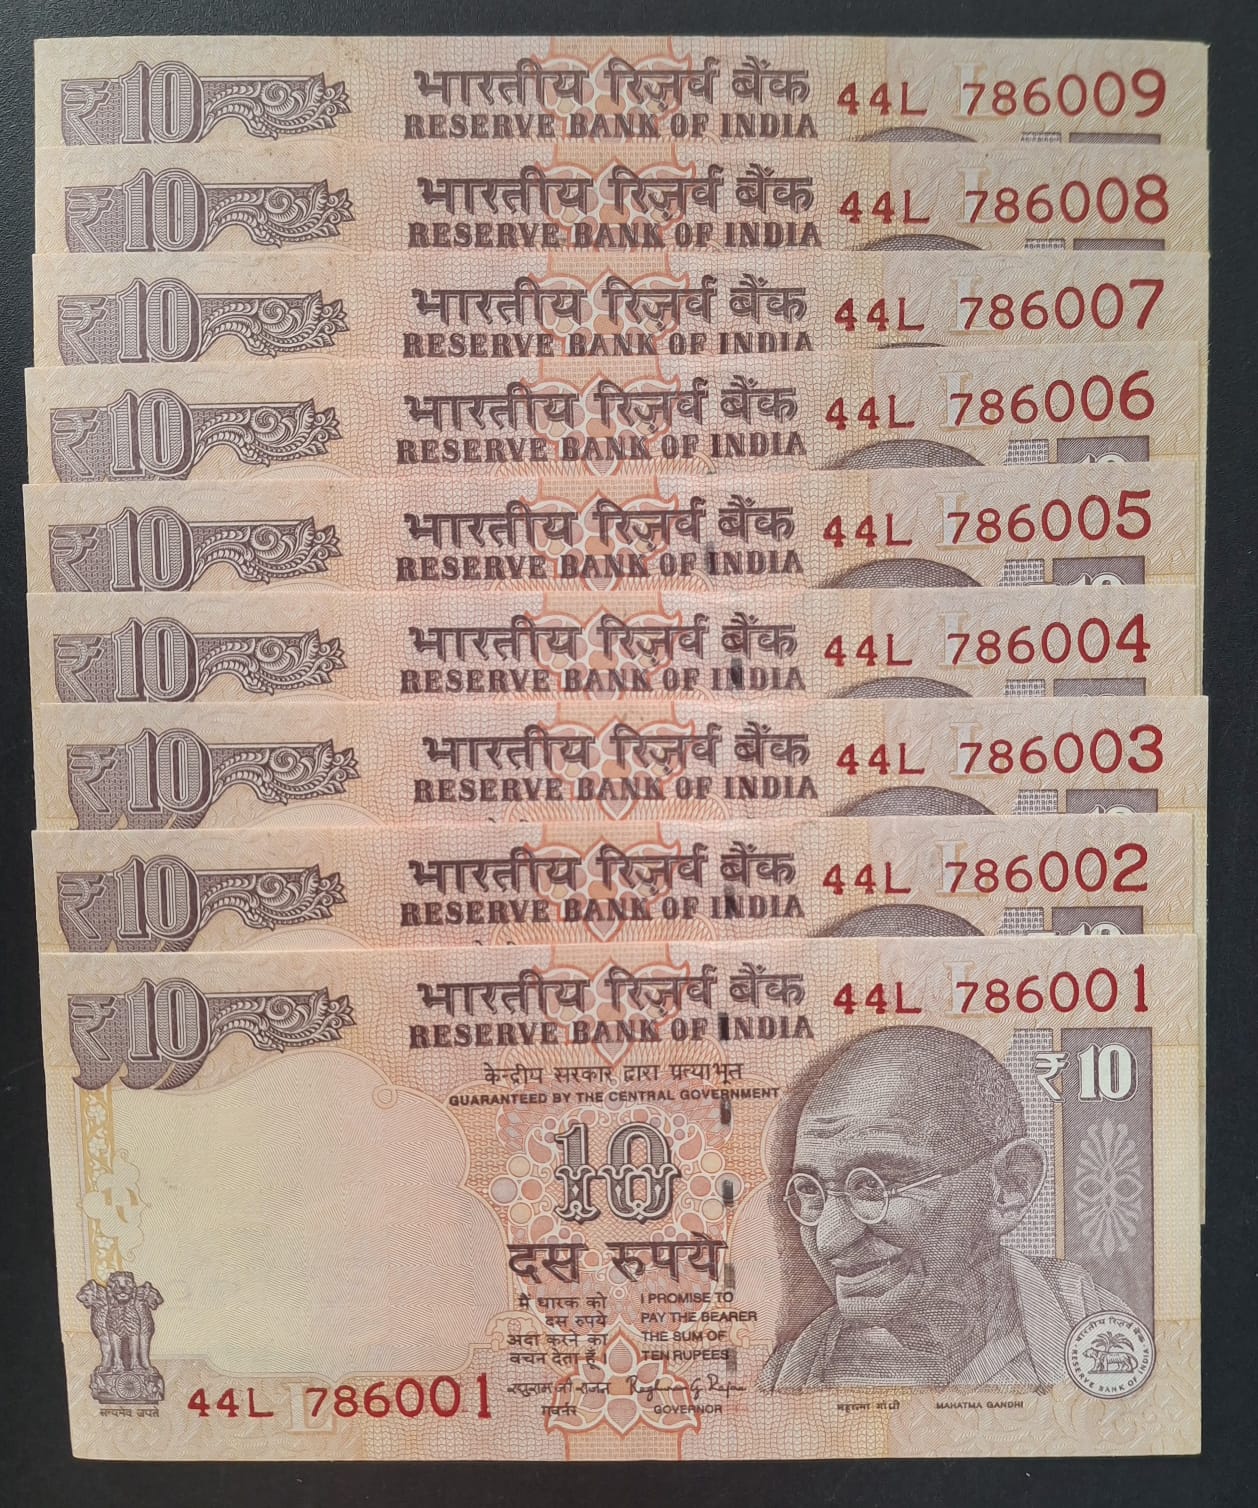 ₹10 भारतीय रिज़र्व बैंक 44L 786009
RESERVE BANK OF INDIA
₹10 भारतीय रिज़र्व बैंक 44L 786008
RESERVE BANK OF INDIA
₹10 भारतीय रिज़र्व बैंक 44L 786007
RESERVE BANK OF INDIA
₹10 भारतीय रिज़र्व बैंक 44L 786006
RESERVE BANK OF INDIA
₹10 भारतीय रिज़र्व बैंक 44L 786005
RESERVE BANK OF INDIA
₹10 भारतीय रिज़र्व बैंक 44L 786004
RESERVE BANK OF INDIA
₹10 भारतीय रिज़र्व बैंक 44L 786003
RESERVE BANK OF INDIA
₹10 भारतीय रिज़र्व बैंक 44L 786002
RESERVE BANK OF INDIA
₹10 भारतीय रिज़र्व बैंक 44L 786001
RESERVE BANK OF INDIA
केन्द्रीय सरकार द्वारा प्रत्याभूत
GUARANTEED BY THE CENTRAL GOVERNMENT
₹10
10
दस रुपये
मैं धारक को
दस रुपये
अदा करने का
वचन देता हूँ।
I PROMISE TO
PAY THE BEARER
THE SUM OF
TEN RUPEES
रघुराम जी राजन
Raghuram G Rajan
गवर्नर
GOVERNOR
भारतीय रिज़र्व बैंक
RESERVE BANK OF INDIA
सत्यमेव जयते
44L 786001
L
महात्मा गांधी
MAHATMA GANDHI